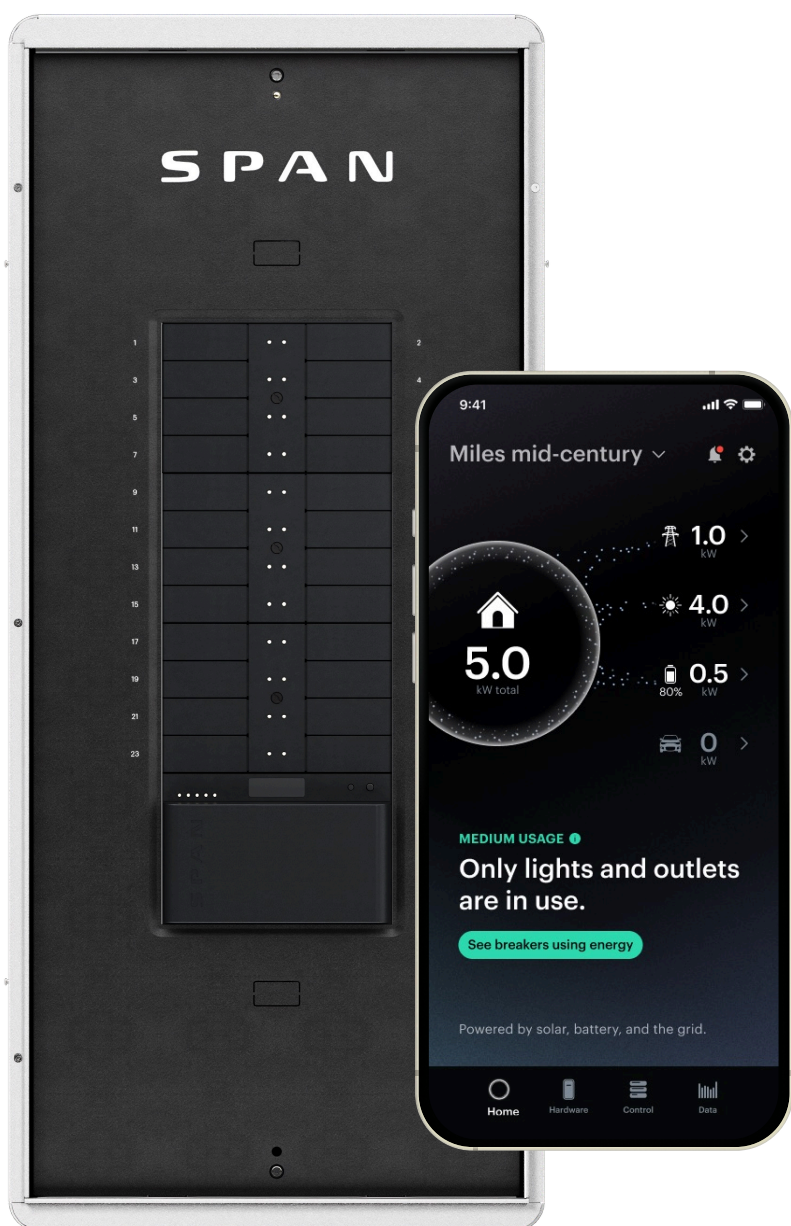 SPAN
1
2
3
4
5
7
9
11
13
15
17
19
21
23
9:41
Miles mid-century
1.0
kW
4.0
kW
5.0
kW total
0.5
80%
kW
0
kW
MEDIUM USAGE
Only lights and outlets
are in use.
See breakers using energy
Powered by solar, battery, and the grid.
Home
Hardware
Control
Data